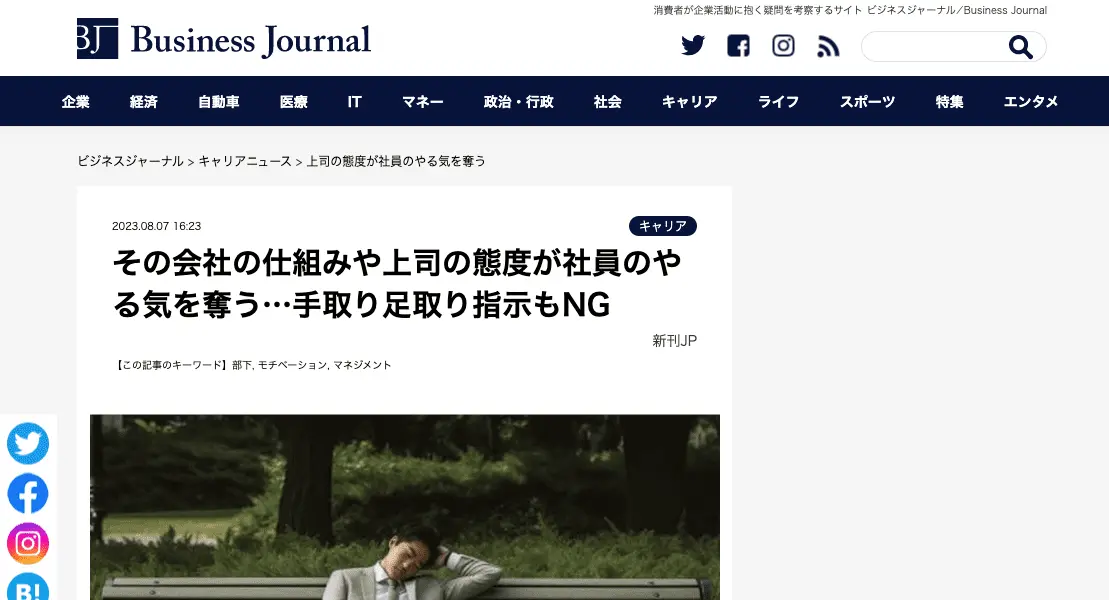 消費者が企業活動に抱く疑問を考察するサイト ビジネスジャーナル／Business Journal
BJ Business Journal
企業 経済 自動車 医療 IT マネー 政治・行政 社会 キャリア ライフ スポーツ 特集 エンタメ
ビジネスジャーナル > キャリアニュース > 上司の態度が社員のやる気を奪う
2023.08.07 16:23 キャリア
その会社の仕組みや上司の態度が社員のや
る気を奪う…手取り足取り指示もNG
新刊JP
【この記事のキーワード】部下, モチベーション, マネジメント
B!